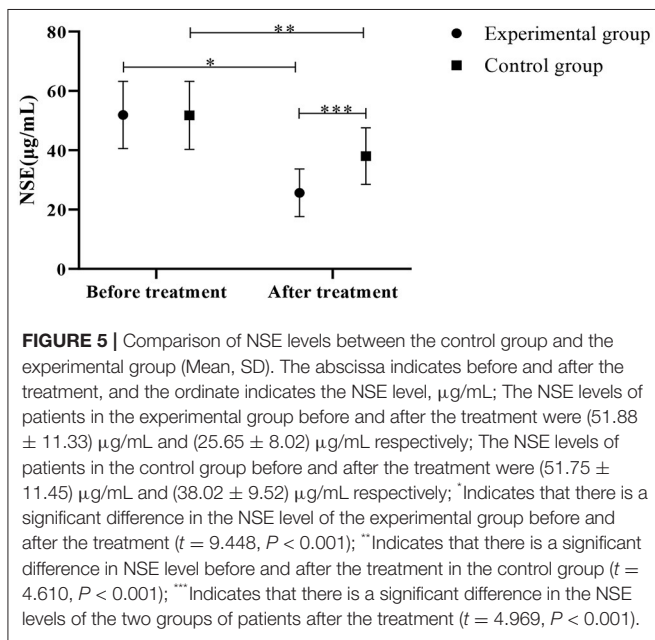 80
60
40
20
0
NSE(μg/mL)
**
*
***
Experimental group
Control group
Before treatment
After treatment
FIGURE 5 | Comparison of NSE levels between the control group and the
experimental group (Mean, SD). The abscissa indicates before and after the
treatment, and the ordinate indicates the NSE level, μg/mL; The NSE levels of
patients in the experimental group before and after the treatment were (51.88
± 11.33) μg/mL and (25.65 ± 8.02) μg/mL respectively; The NSE levels of
patients in the control group before and after the treatment were (51.75 ±
11.45) μg/mL and (38.02 ± 9.52) μg/mL respectively; *Indicates that there is a
significant difference in the NSE level of the experimental group before and
after the treatment (t = 9.448, P < 0.001); **Indicates that there is a significant
difference in NSE level before and after the treatment in the control group (t =
4.610, P < 0.001); ***Indicates that there is a significant difference in the NSE
levels of the two groups of patients after the treatment (t = 4.969, P < 0.001).